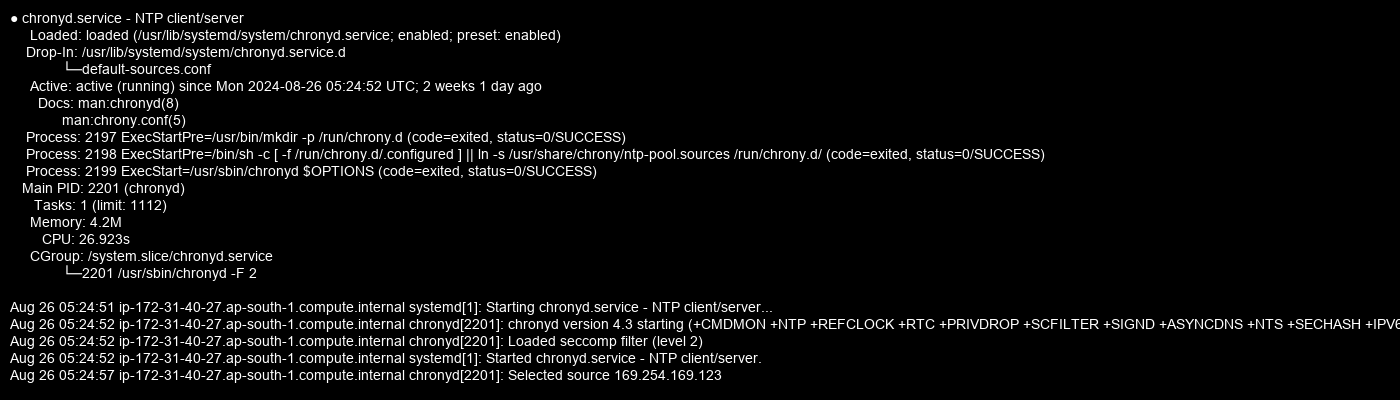 ● chronyd.service - NTP client/server
Loaded: loaded (/usr/lib/systemd/system/chronyd.service; enabled; preset: enabled)
Drop-In: /usr/lib/systemd/system/chronyd.service.d
└─default-sources.conf
Active: active (running) since Mon 2024-08-26 05:24:52 UTC; 2 weeks 1 day ago
Docs: man:chronyd(8)
man:chrony.conf(5)
Process: 2197 ExecStartPre=/usr/bin/mkdir -p /run/chrony.d (code=exited, status=0/SUCCESS)
Process: 2198 ExecStartPre=/bin/sh -c [ -f /run/chrony.d/.configured ] || ln -s /usr/share/chrony/ntp-pool.sources /run/chrony.d/ (code=exited, status=0/SUCCESS)
Process: 2199 ExecStart=/usr/sbin/chronyd $OPTIONS (code=exited, status=0/SUCCESS)
Main PID: 2201 (chronyd)
Tasks: 1 (limit: 1112)
Memory: 4.2M
CPU: 26.923s
CGroup: /system.slice/chronyd.service
└─2201 /usr/sbin/chronyd -F 2
Aug 26 05:24:51 ip-172-31-40-27.ap-south-1.compute.internal systemd[1]: Starting chronyd.service - NTP client/server...
Aug 26 05:24:52 ip-172-31-40-27.ap-south-1.compute.internal chronyd[2201]: chronyd version 4.3 starting (+CMDMON +NTP +REFCLOCK +RTC +PRIVDROP +SCFILTER +SIGND +ASYNCDNS +NTS +SECHASH +IPV6
Aug 26 05:24:52 ip-172-31-40-27.ap-south-1.compute.internal chronyd[2201]: Loaded seccomp filter (level 2)
Aug 26 05:24:52 ip-172-31-40-27.ap-south-1.compute.internal systemd[1]: Started chronyd.service - NTP client/server.
Aug 26 05:24:57 ip-172-31-40-27.ap-south-1.compute.internal chronyd[2201]: Selected source 169.254.169.123